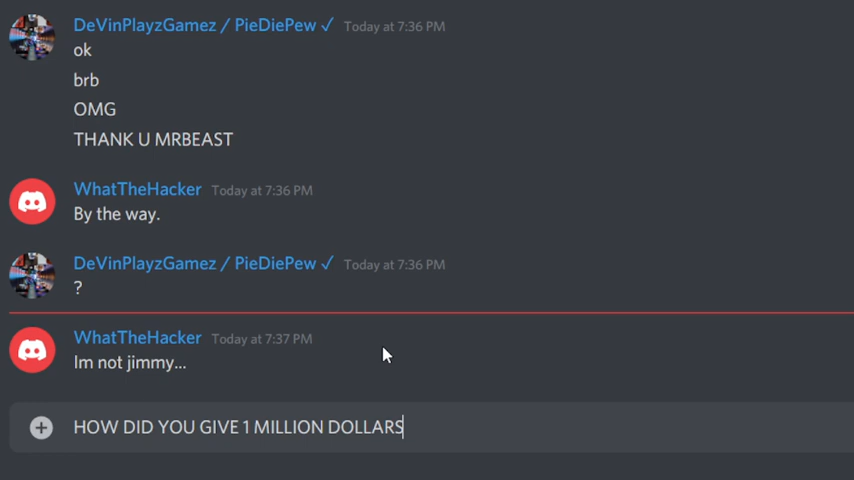 DeVinPlayzGamez / PieDiePew ✓ Today at 7:36 PM
ok
brb
OMG
THANK U MRBEAST
WhatTheHacker Today at 7:36 PM
By the way.
DeVinPlayzGamez / PieDiePew ✓ Today at 7:36 PM
?
WhatTheHacker Today at 7:37 PM
Im not jimmy...
HOW DID YOU GIVE 1 MILLION DOLLARS